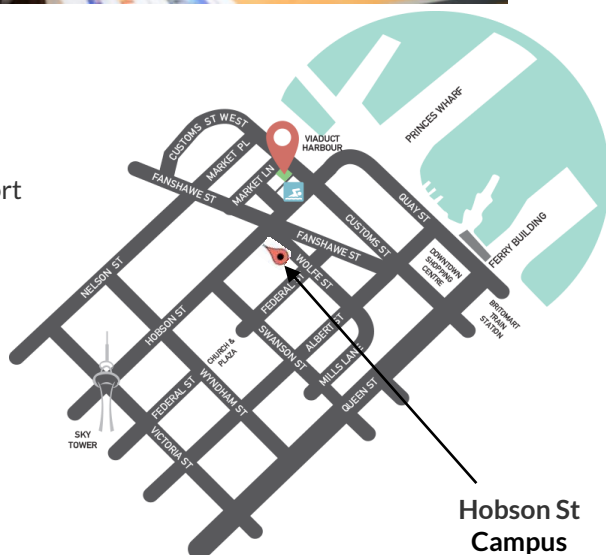 ort
CUSTOMS ST WEST
MARKET PL
MARKET LN
VIADUCT
HARBOUR
PRINCES WHARF
FANSHAWE ST
QUAY ST
CUSTOMS ST
FANSHAWE ST
FERRY BUILDING
DOWNTOWN
SHOPPING
CENTRE
BRITOMART
TRAIN
STATION
WOLFE ST
FEDERAL ST
NELSON ST
HOBSON ST
ALBERT ST
SWANSON ST
MILLS LANE
CHURCH &
PLAZA
WYNDHAM ST
QUEEN ST
FEDERAL ST
VICTORIA ST
SKY
TOWER
Hobson St
Campus